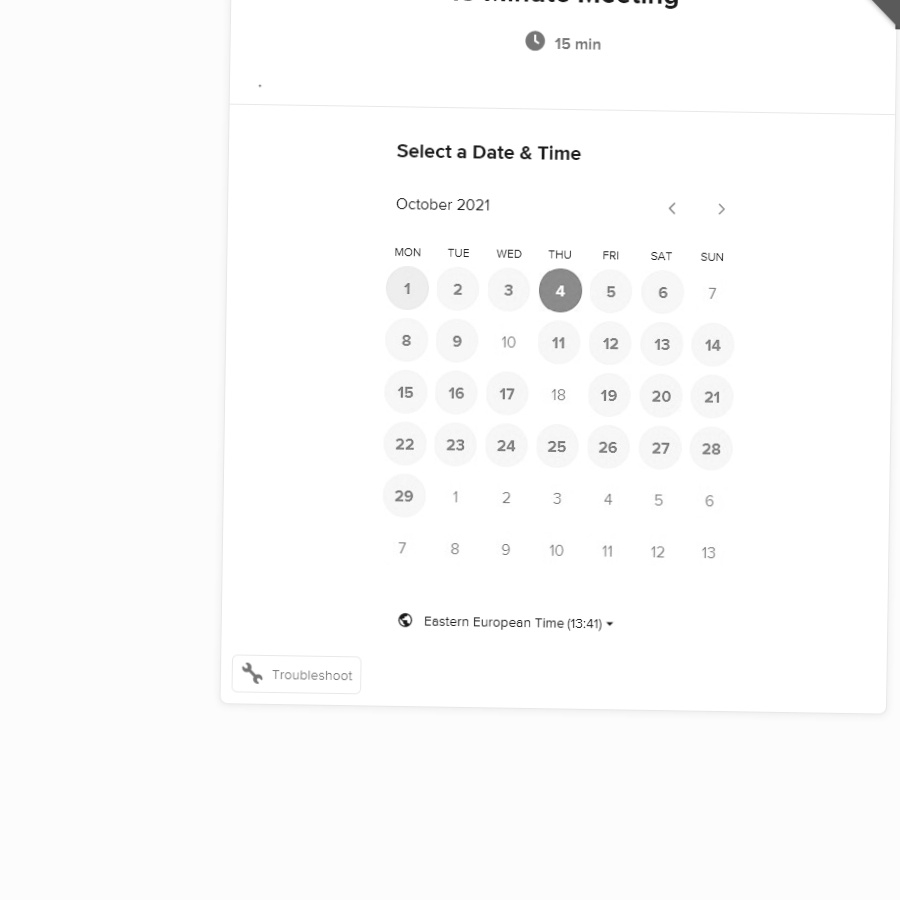 Minute Meeting
15 min
.
Select a Date & Time
October 2021
MON TUE WED THU FRI SAT SUN
1 2 3 4 5 6 7
8 9 10 11 12 13 14
15 16 17 18 19 20 21
22 23 24 25 26 27 28
29 1 2 3 4 5 6
7 8 9 10 11 12 13
Eastern European Time (13:41)
Troubleshoot